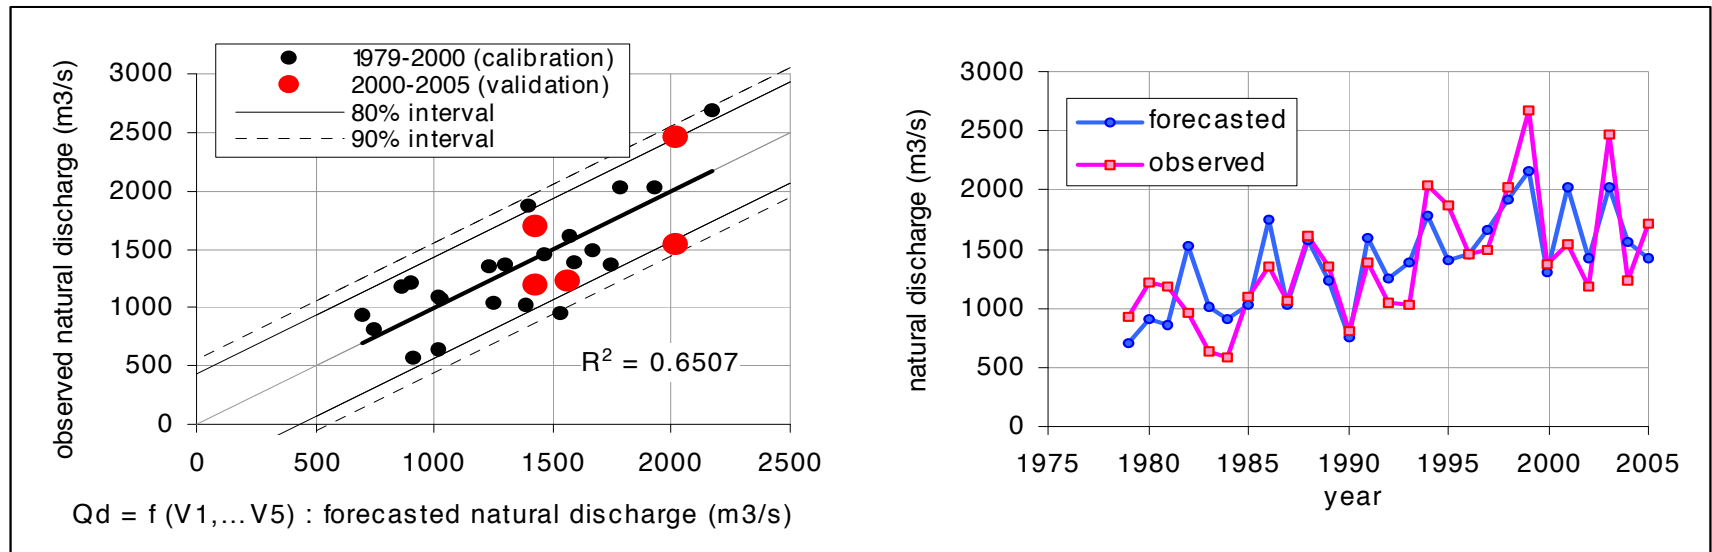 1979-2000 (calibration)
2000-2005 (validation)
80% interval
90% interval
observed natural discharge (m3/s)
3000
2500
2000
1500
1000
500
0
R² = 0.6507
0 500 1000 1500 2000 2500
Qd = f (V1,... V5) : forecasted natural discharge (m3/s)
natural discharge (m3/s)
3000
2500
2000
1500
1000
500
0
forecasted
observed
1975 1980 1985 1990 1995 2000 2005
year